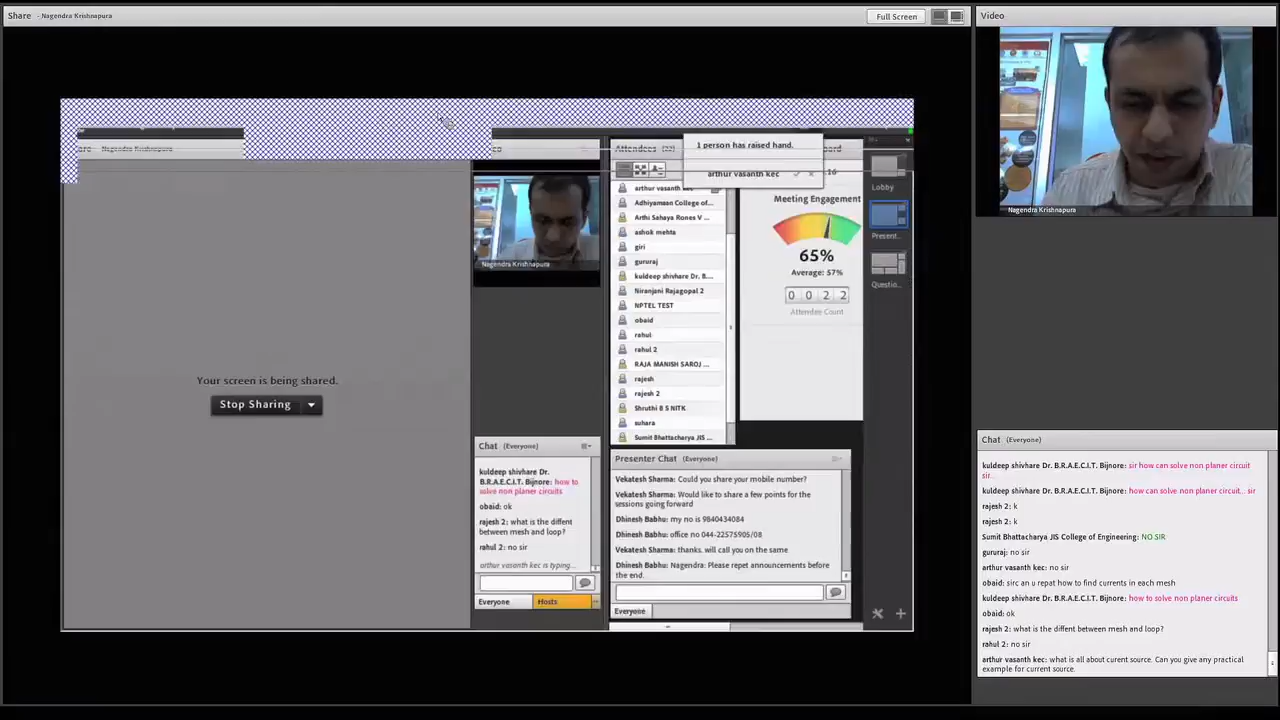 Share - Nagendra Krishnapura
Full Screen
Video
Nagendra Krishnapura
Nagendra Krishnapura
Your screen is being shared.
Stop Sharing
Nagendra Krishnapura
Attendees (22)
1 person has raised hand.
arthur vasanth kec
arthur vasanth kec
Adhiyamaan College of...
Arthi Sahaya Rones V ...
ashok mehta
giri
gururaj
kuldeep shivhare Dr. B....
Niranjani Rajagopal 2
NPTEL TEST
obaid
rahul
rahul 2
RAJA MANISH SAROJ ...
rajesh
rajesh 2
Shruthi B S NITK
suhara
Sumit Bhattacharya JIS ...
16
Meeting Engagement
65%
Average: 57%
0 0 2 2
Attendee Count
Lobby
Present..
Questio..
Chat (Everyone)
kuldeep shivhare Dr.
B.R.A.E.C.I.T. Bijnore: how to
solve non planer circuits
obaid: ok
rajesh 2: what is the diffent
between mesh and loop?
rahul 2: no sir
arthur vasanth kec is typing...
Everyone
Hosts
Presenter Chat (Everyone)
Vekatesh Sharma: Could you share your mobile number?
Vekatesh Sharma: Would like to share a few points for the
sessions going forward
Dhinesh Babhu: my no is 9840434084
Dhinesh Babhu: office no 044-22575905/08
Vekatesh Sharma: thanks. will call you on the same
Dhinesh Babhu: Nagendra: Please repet announcements before
the end.
Everyone
Chat (Everyone)
kuldeep shivhare Dr. B.R.A.E.C.I.T. Bijnore: sir how can solve non planer circuit
sir..
kuldeep shivhare Dr. B.R.A.E.C.I.T. Bijnore: how can solve non planer circuit... sir
rajesh 2: k
rajesh 2: k
Sumit Bhattacharya JIS College of Engineering: NO SIR
gururaj: no sir
arthur vasanth kec: no sir
obaid: sirc an u repat how to find currents in each mesh
kuldeep shivhare Dr. B.R.A.E.C.I.T. Bijnore: how to solve non planer circuits
obaid: ok
rajesh 2: what is the diffent between mesh and loop?
rahul 2: no sir
arthur vasanth kec: what is all about curent source. Can you give any practical
example for current source.